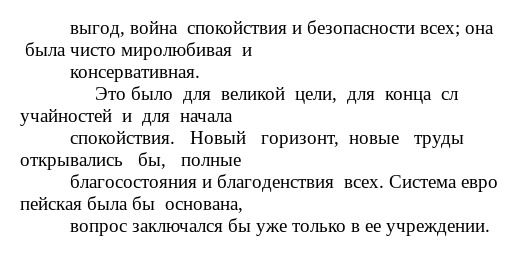 выгод, война спокойствия и безопасности всех; она
была чисто миролюбивая и
консервативная.
Это было для великой цели, для конца сл
учайностей и для начала
спокойствия. Новый горизонт, новые труды
открывались бы, полные
благосостояния и благоденствия всех. Система евро
пейская была бы основана,
вопрос заключался бы уже только в ее учреждении.